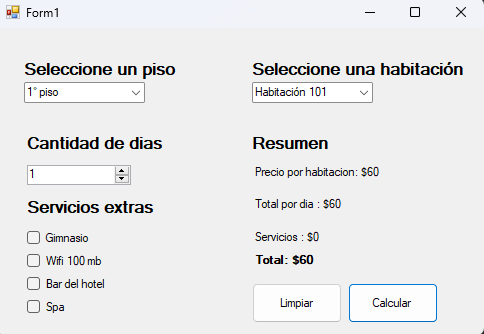 Form1
Seleccione un piso
1° piso
Seleccione una habitación
Habitación 101
Cantidad de dias
1
Servicios extras
Gimnasio
Wifi 100 mb
Bar del hotel
Spa
Resumen
Precio por habitacion: $60
Total por dia : $60
Servicios : $0
Total: $60
Limpiar
Calcular